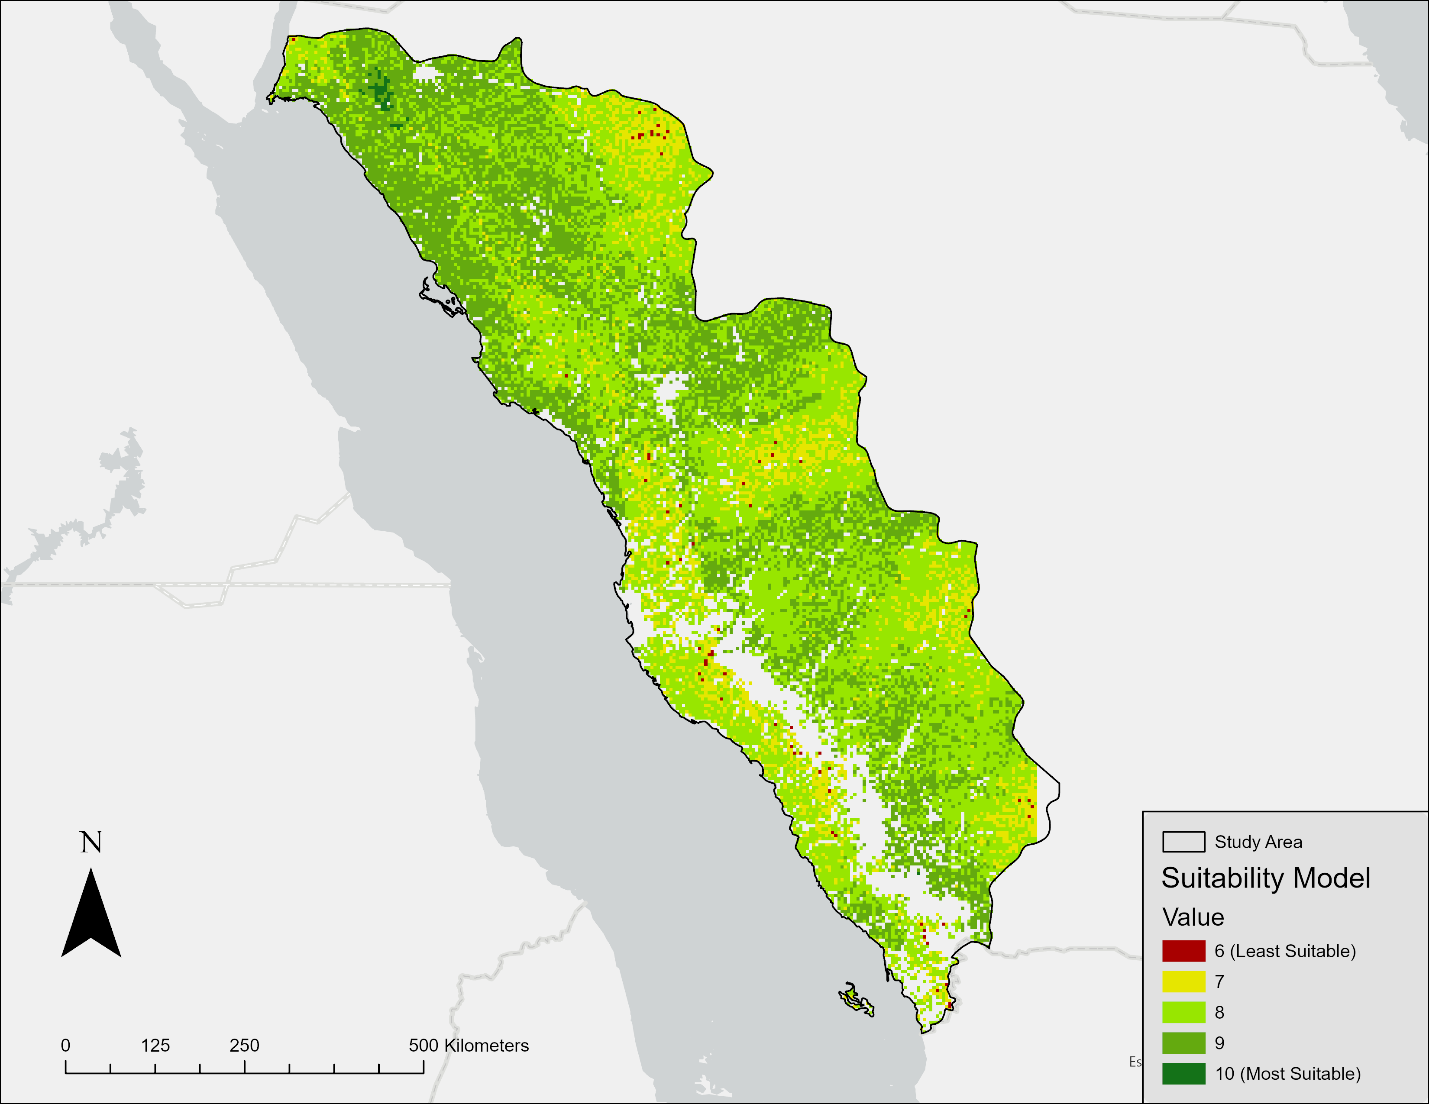 N
0 125 250 500 Kilometers
Study Area
Suitability Model
Value
6 (Least Suitable)
7
8
9
10 (Most Suitable)
Es